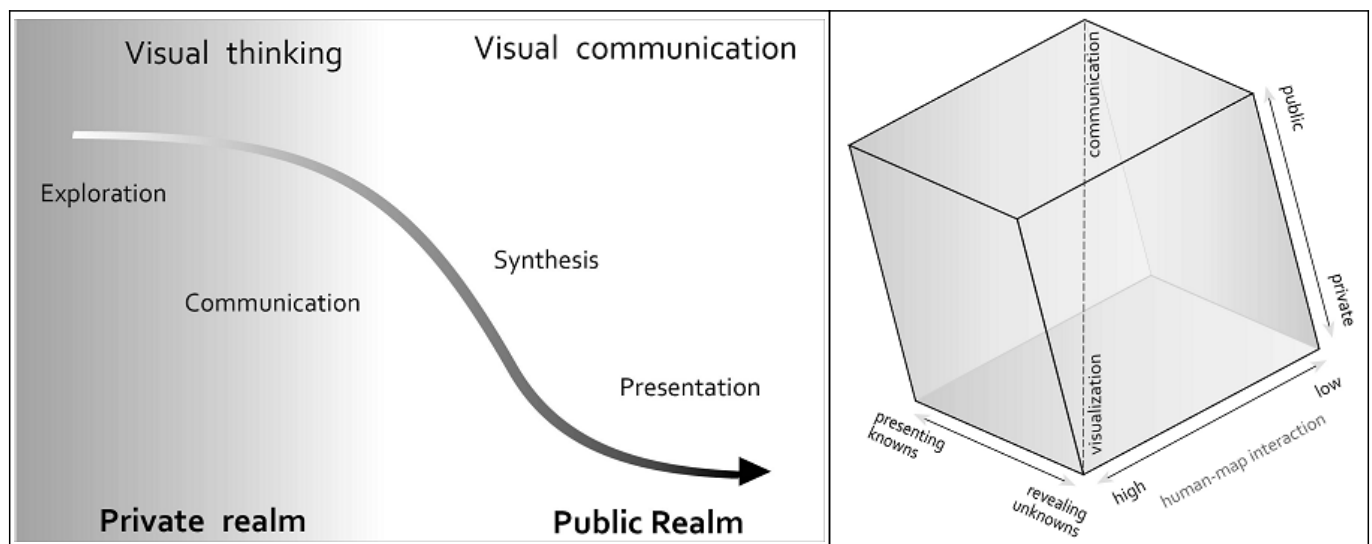 Visual thinking
Visual communication
Exploration
Synthesis
Communication
Presentation
Private realm
Public Realm
communication
public
private
visualization
low
presenting
knowns
human-map interaction
high
revealing
unknowns